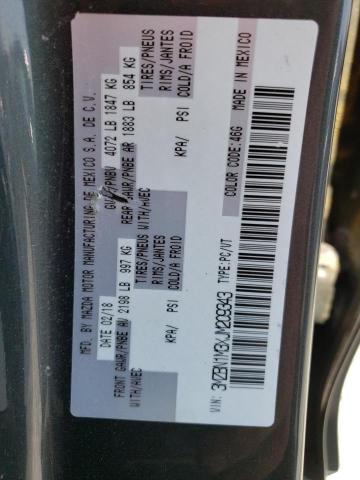 MFD. BY MAZDA MOTOR MANUFACTURING DE MEXICO S.A. DE C.V.
DATE 02/18 GVWR/PNBV 4072 LB 1847 KG
FRONT GAWR/PNBE AV 2198 LB 997 KG REAR GAWR/PNBE AR 1883 LB 854 KG
WITH/AVEC TIRES/PNEUS WITH/AVEC TIRES/PNEUS
RIMS/JANTES RIMS/JANTES
KPA/ PSI COLD/A FROID KPA/ PSI COLD/A FROID
KPA/ PSI
COLOR CODE:46G MADE IN MEXICO
VIN: TYPE:PC/VT